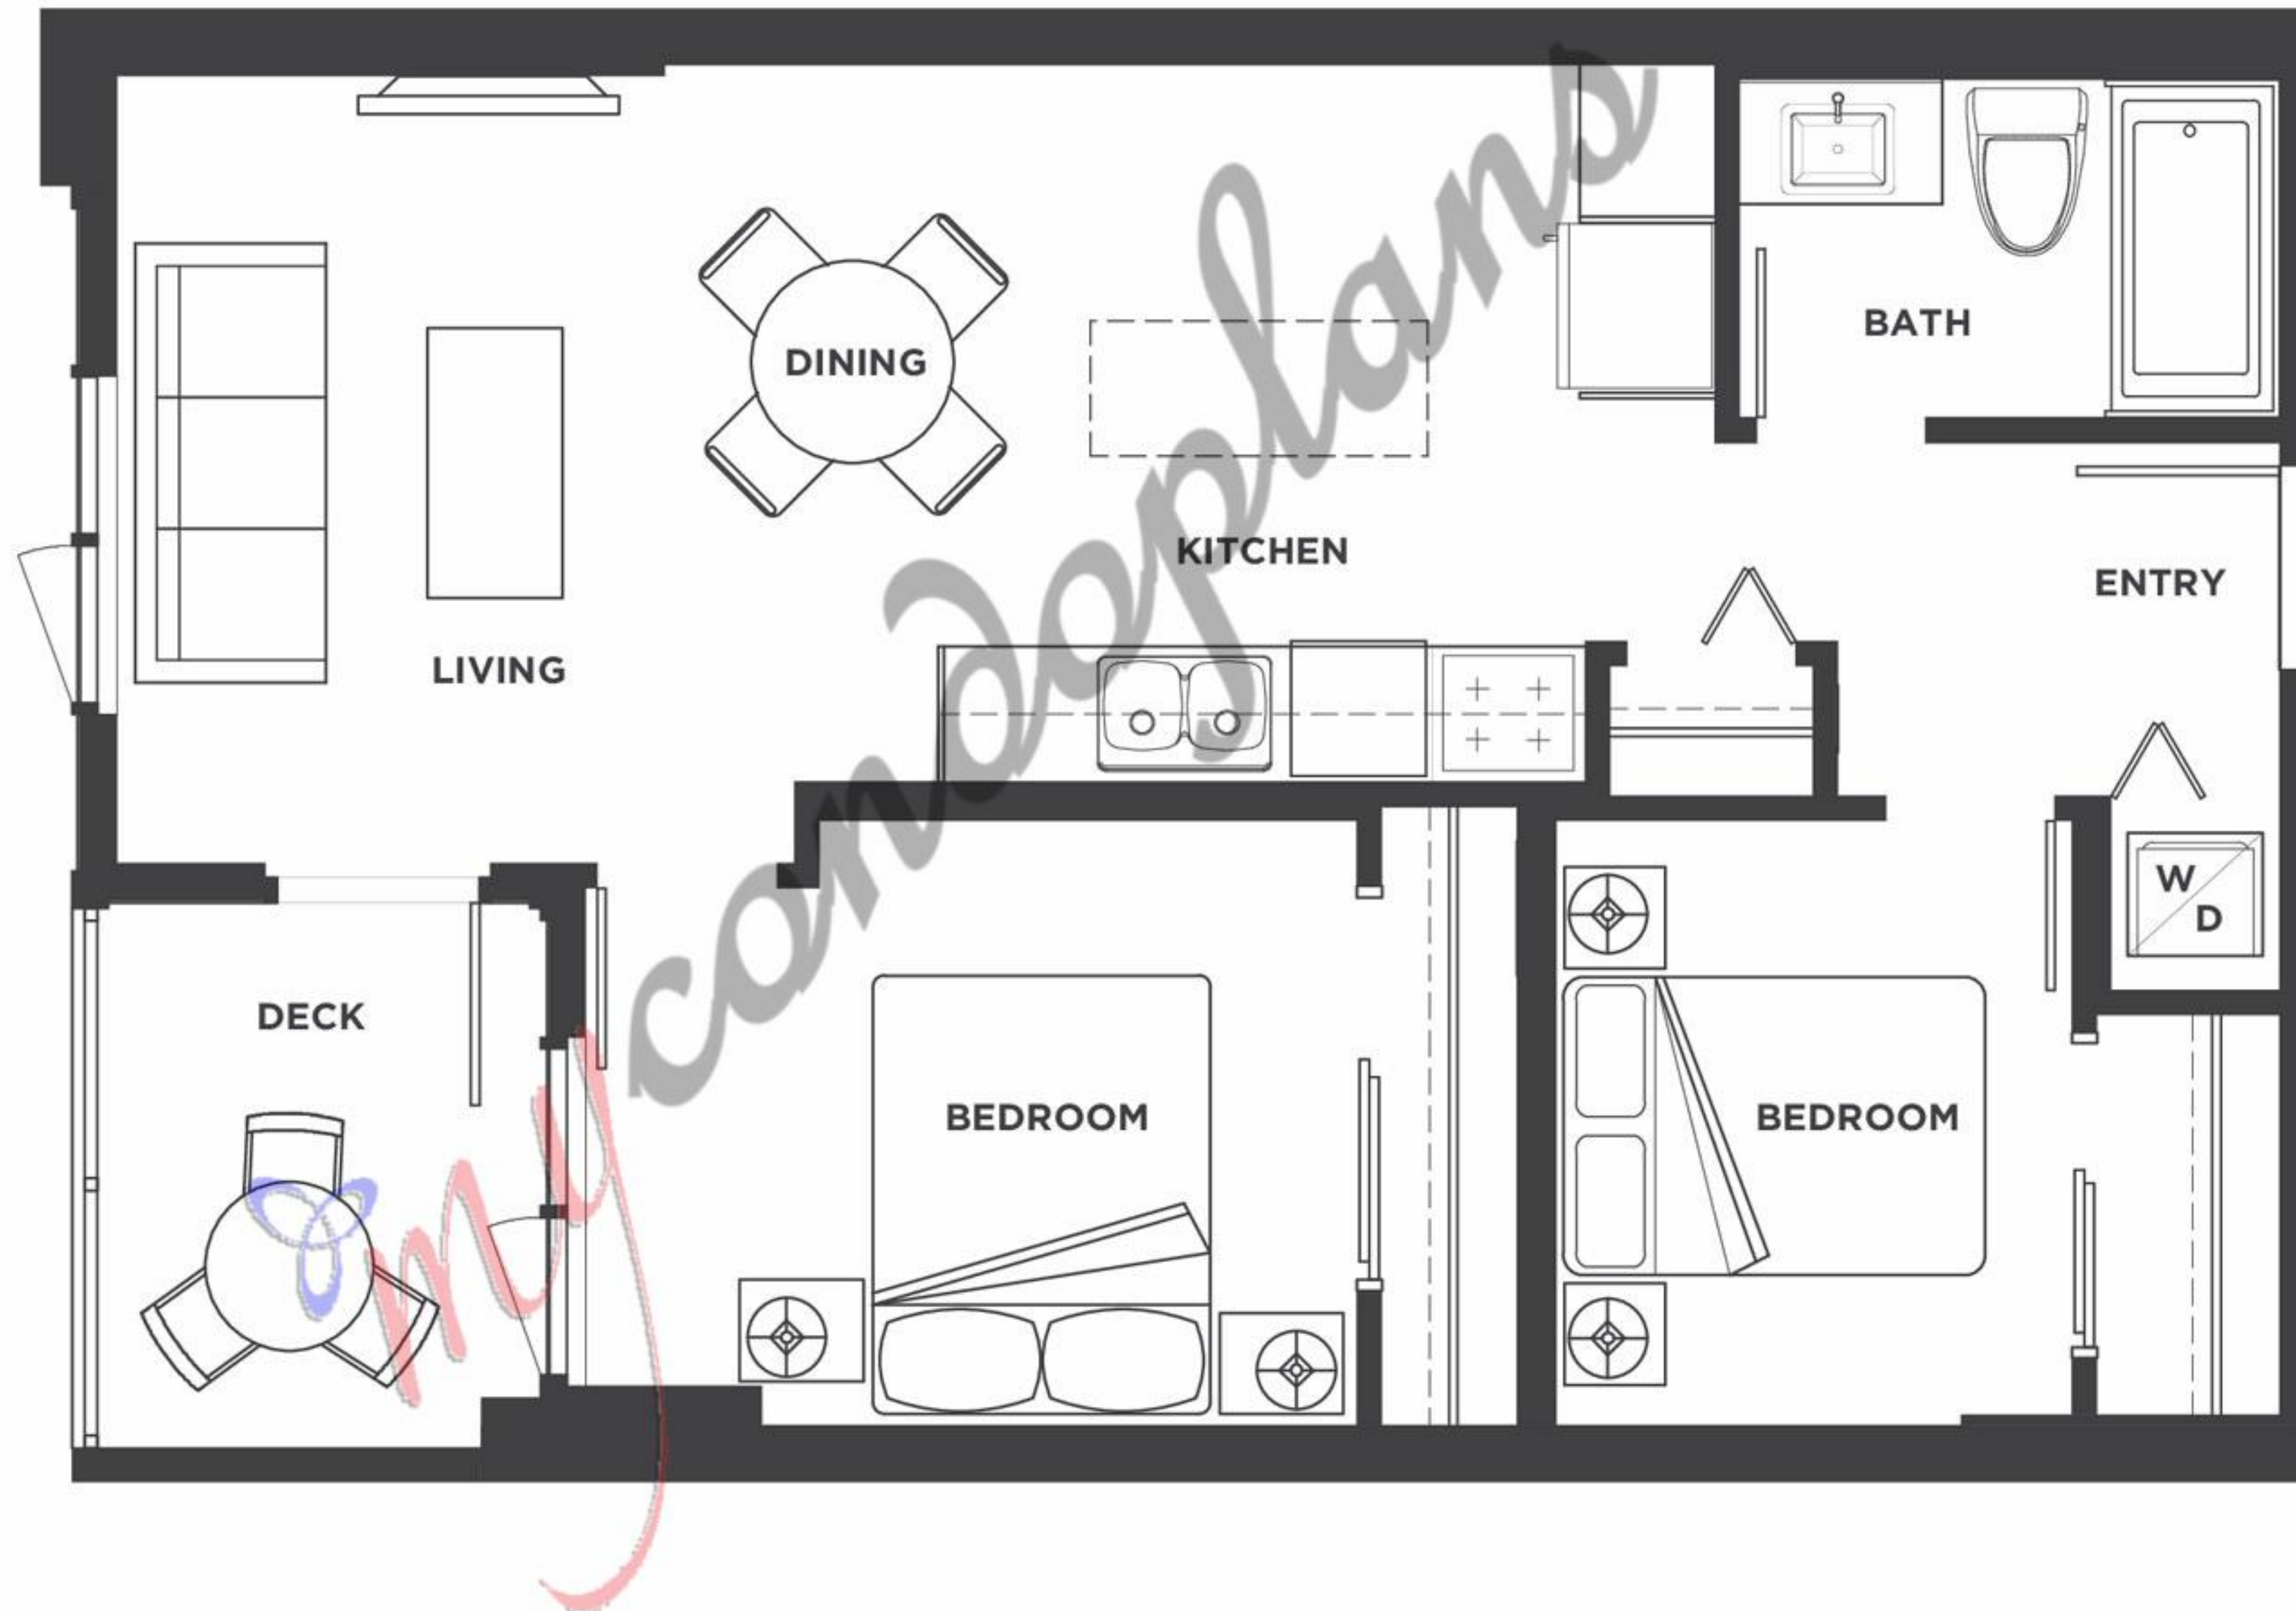 BATH
DINING
KITCHEN
ENTRY
LIVING
W
D
DECK
BEDROOM
BEDROOM
mycondoplans